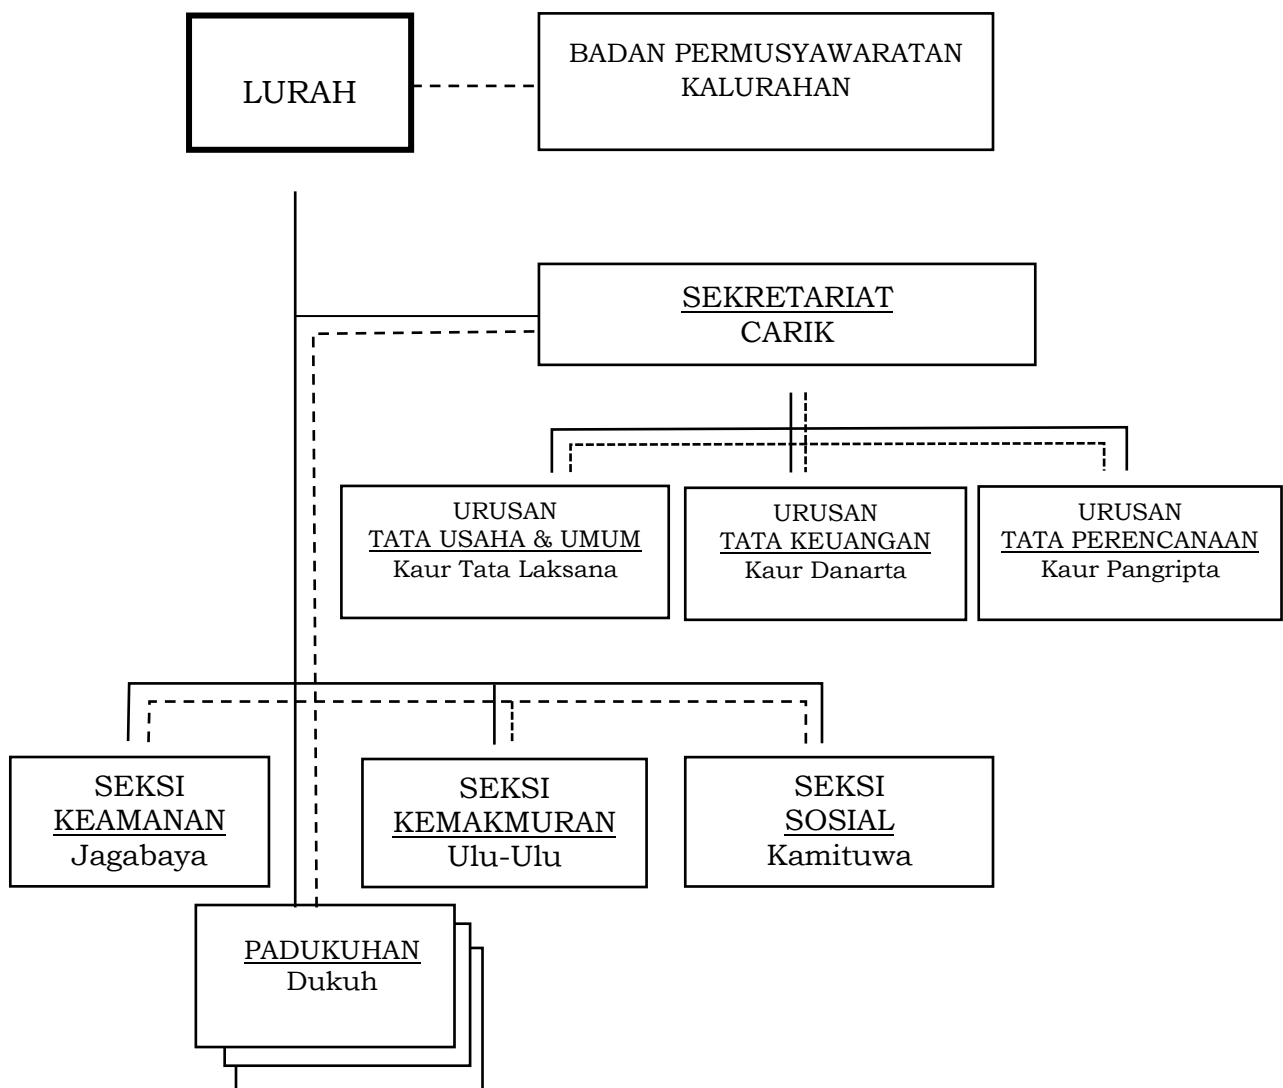 LURAH
BADAN PERMUSYAWARATAN
KALURAHAN
SEKRETARIAT
CARIK
URUSAN
TATA USAHA & UMUM
Kaur Tata Laksana
URUSAN
TATA KEUANGAN
Kaur Danarta
URUSAN
TATA PERENCANAAN
Kaur Pangripta
SEKSI
KEAMANAN
Jagabaya
SEKSI
KEMAKMURAN
Ulu-Ulu
SEKSI
SOSIAL
Kamituwa
PADUKUHAN
Dukuh